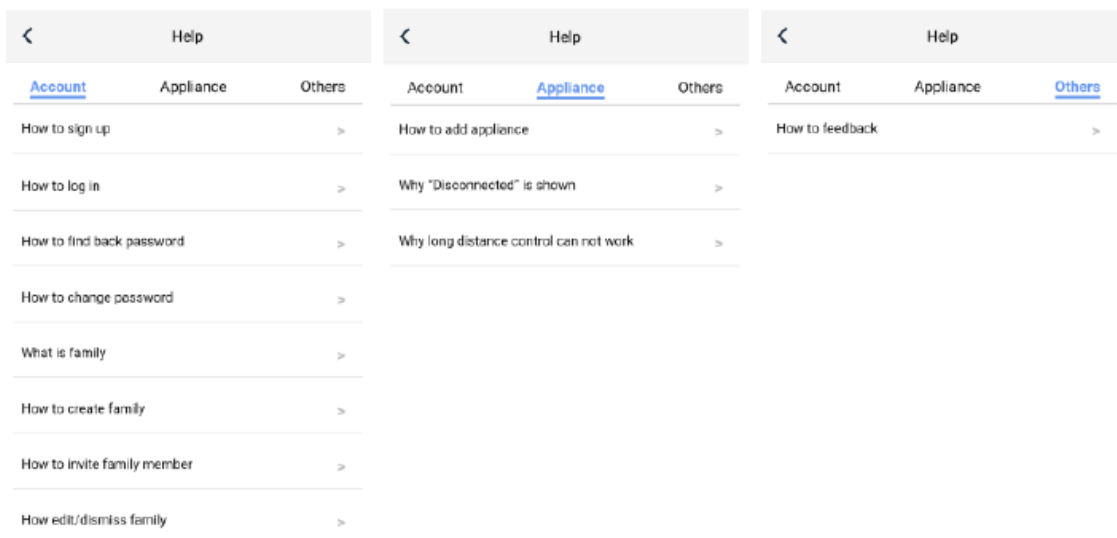 Help
Account Appliance Others
How to sign up >
How to log in >
How to find back password >
How to change password >
What is family >
How to create family >
How to invite family member >
How edit/dismiss family >
Help
Account Appliance Others
How to add appliance >
Why "Disconnected" is shown >
Why long distance control can not work >
Help
Account Appliance Others
How to feedback >